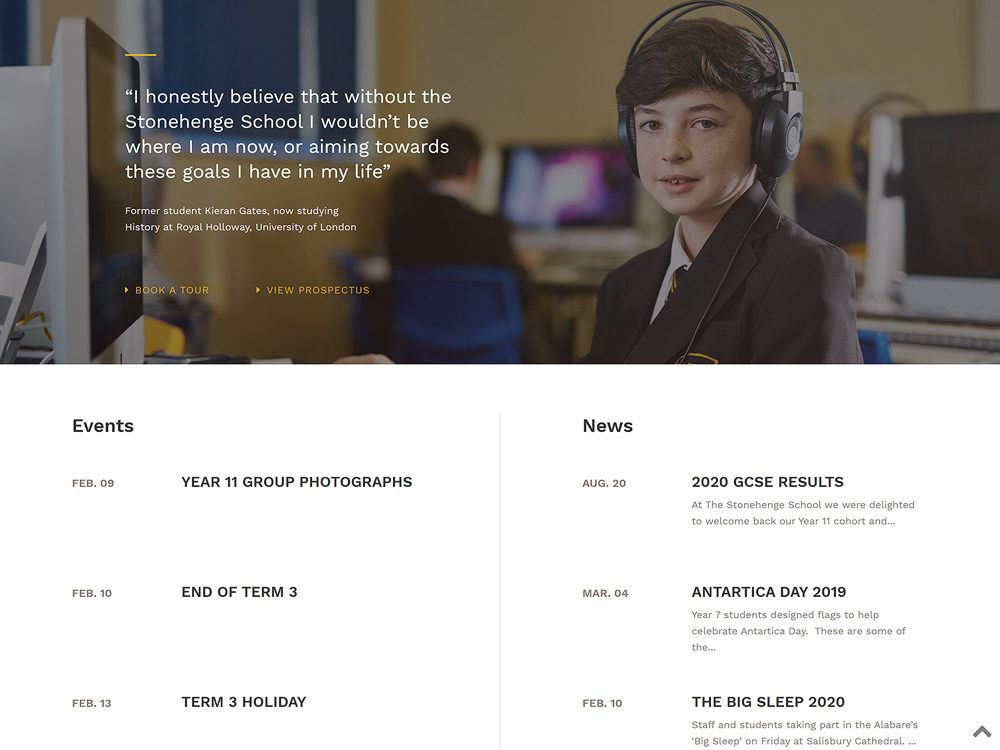 “I honestly believe that without the
Stonehenge School I wouldn’t be
where I am now, or aiming towards
these goals I have in my life”
Former student Kieran Gates, now studying
History at Royal Holloway, University of London
BOOK A TOUR
VIEW PROSPECTUS
Events
FEB. 09
YEAR 11 GROUP PHOTOGRAPHS
FEB. 10
END OF TERM 3
FEB. 13
TERM 3 HOLIDAY
News
AUG. 20
2020 GCSE RESULTS
At The Stonehenge School we were delighted
to welcome back our Year 11 cohort and...
MAR. 04
ANTARTICA DAY 2019
Year 7 students designed flags to help
celebrate Antartica Day.  These are some of
the...
FEB. 10
THE BIG SLEEP 2020
Staff and students taking part in the Alabare’s
‘Big Sleep’ on Friday at Salisbury Cathedral. ...